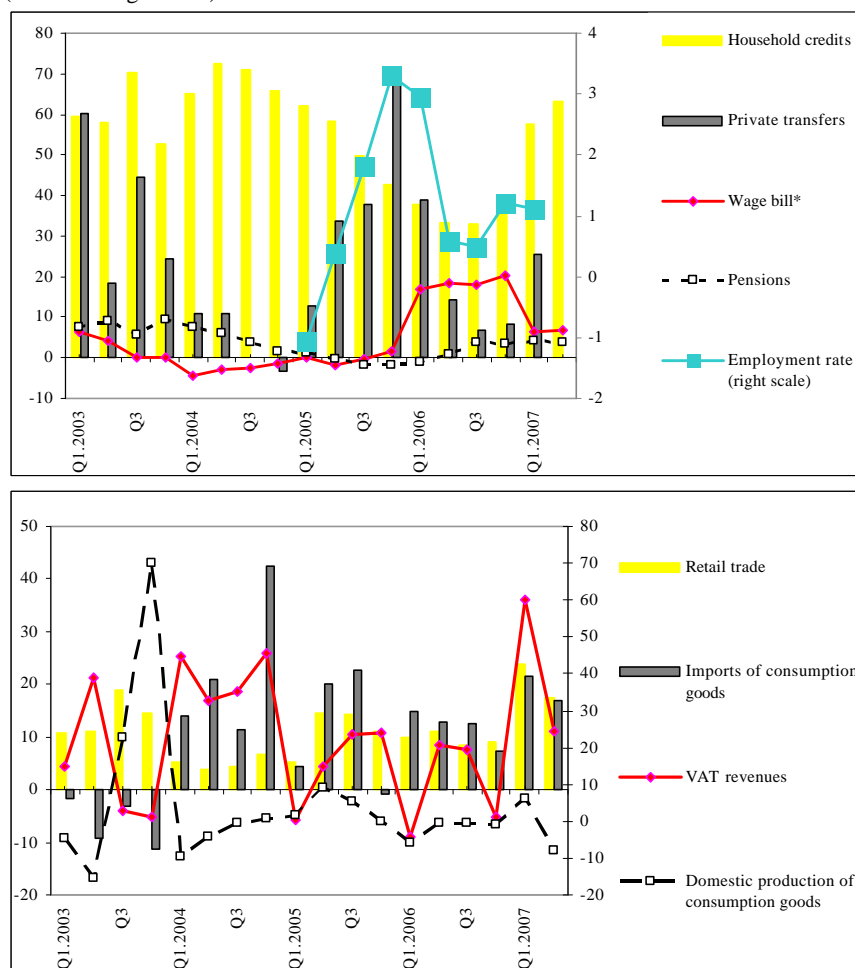 80
70
60
50
40
30
20
10
0
-10
4
3
2
1
0
-1
-2
Q1.2003
Q3
Q1.2004
Q3
Q1.2005
Q3
Q1.2006
Q3
Q1.2007
Household credits
Private transfers
Wage bill*
Pensions
Employment rate
(right scale)
50
40
30
20
10
0
-10
-20
80
70
60
50
40
30
20
10
0
-10
-20
Q1.2003
Q3
Q1.2004
Q3
Q1.2005
Q3
Q1.2006
Q3
Q1.2007
Retail trade
Imports of consumption
goods
VAT revenues
Domestic production of
consumption goods